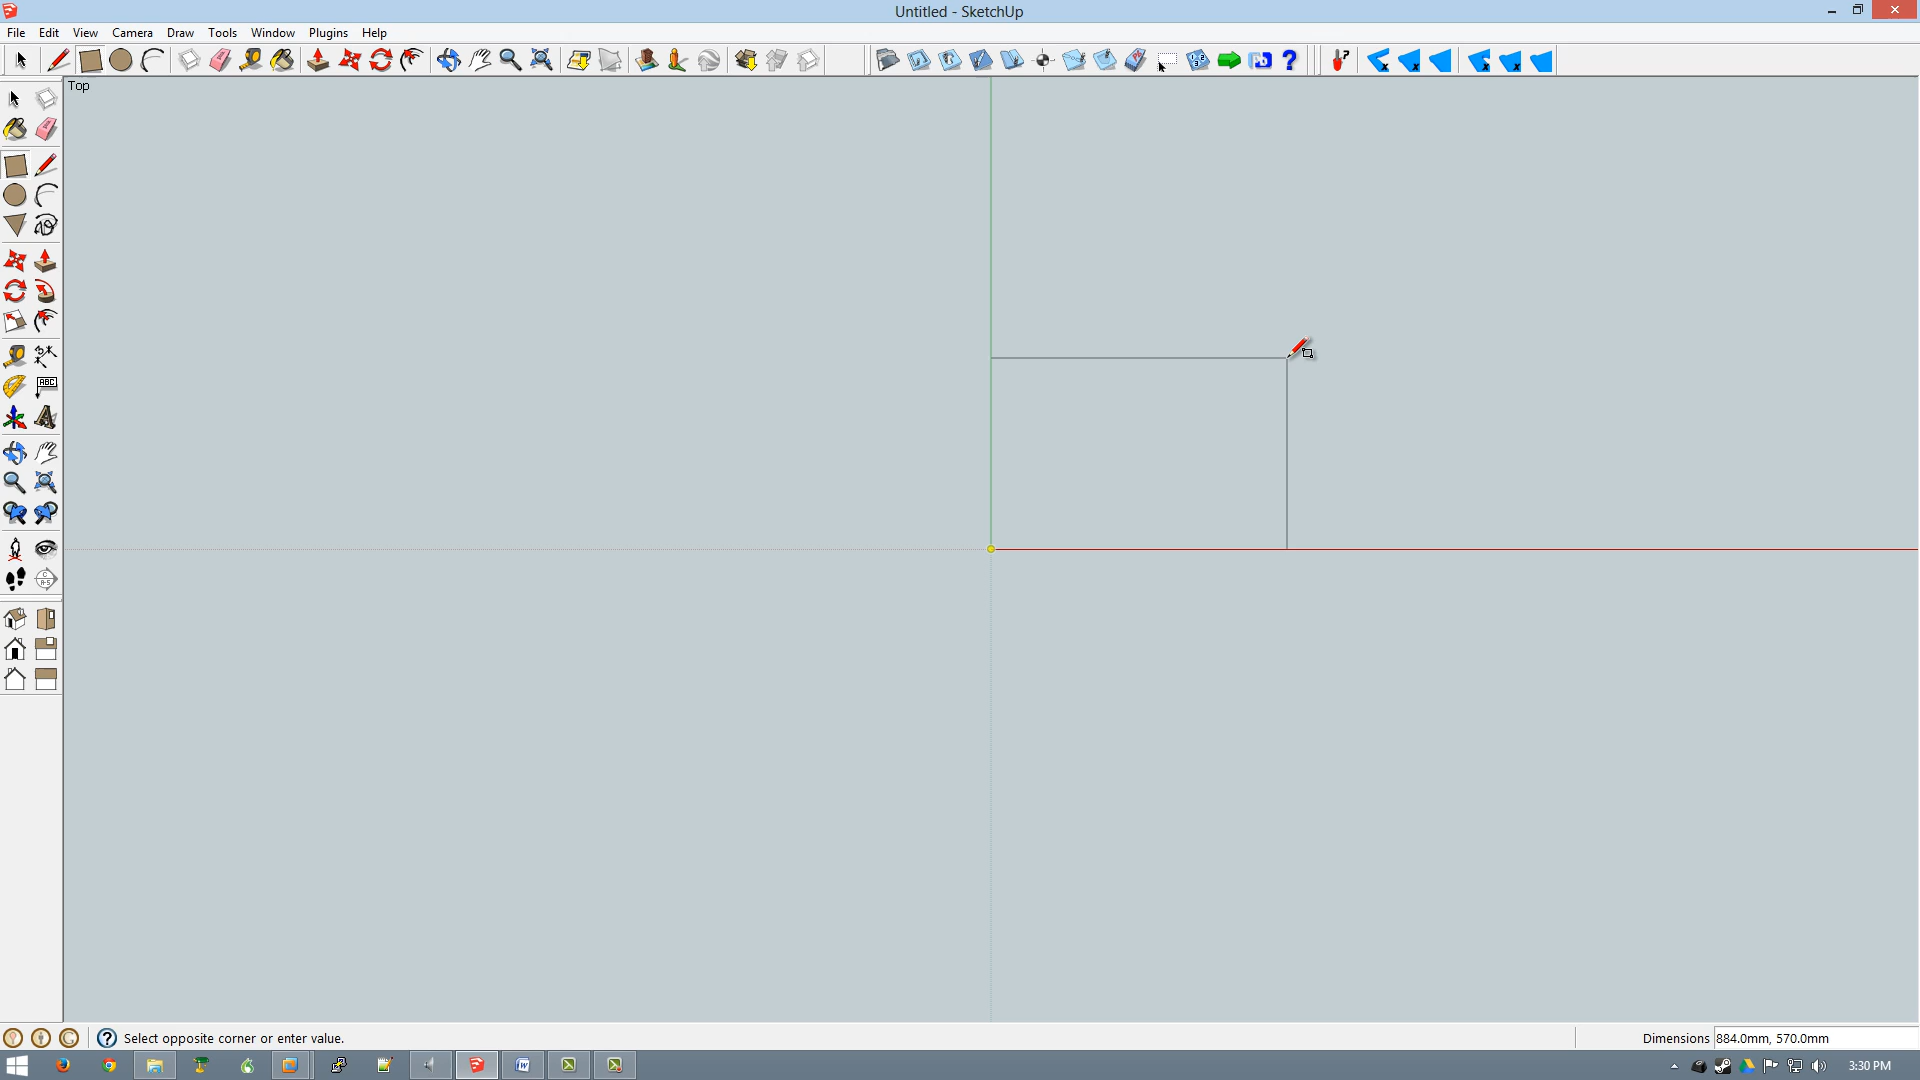 Untitled - SketchUp
File Edit View Camera Draw Tools Window Plugins Help
Top
ABC
Select opposite corner or enter value.
Dimensions 884.0mm, 570.0mm
3:30 PM